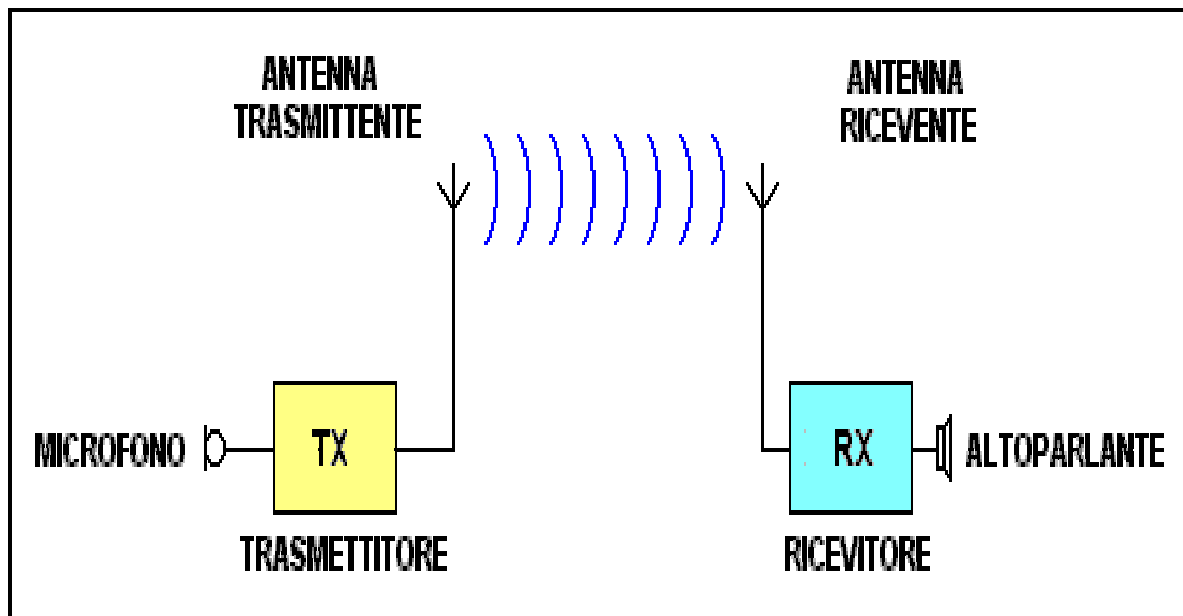 ANTENNA
TRASMITTENTE
ANTENNA
RICEVENTE
MICROFONO
TX
RX
ALTOPARLANTE
TRASMETTITORE
RICEVITORE